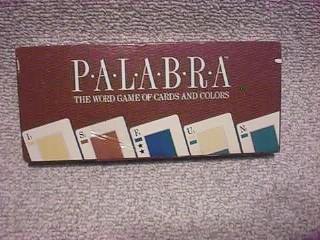 P·A·L·A·B·R·A
THE WORD GAME OF CARDS AND COLORS
I S F U N